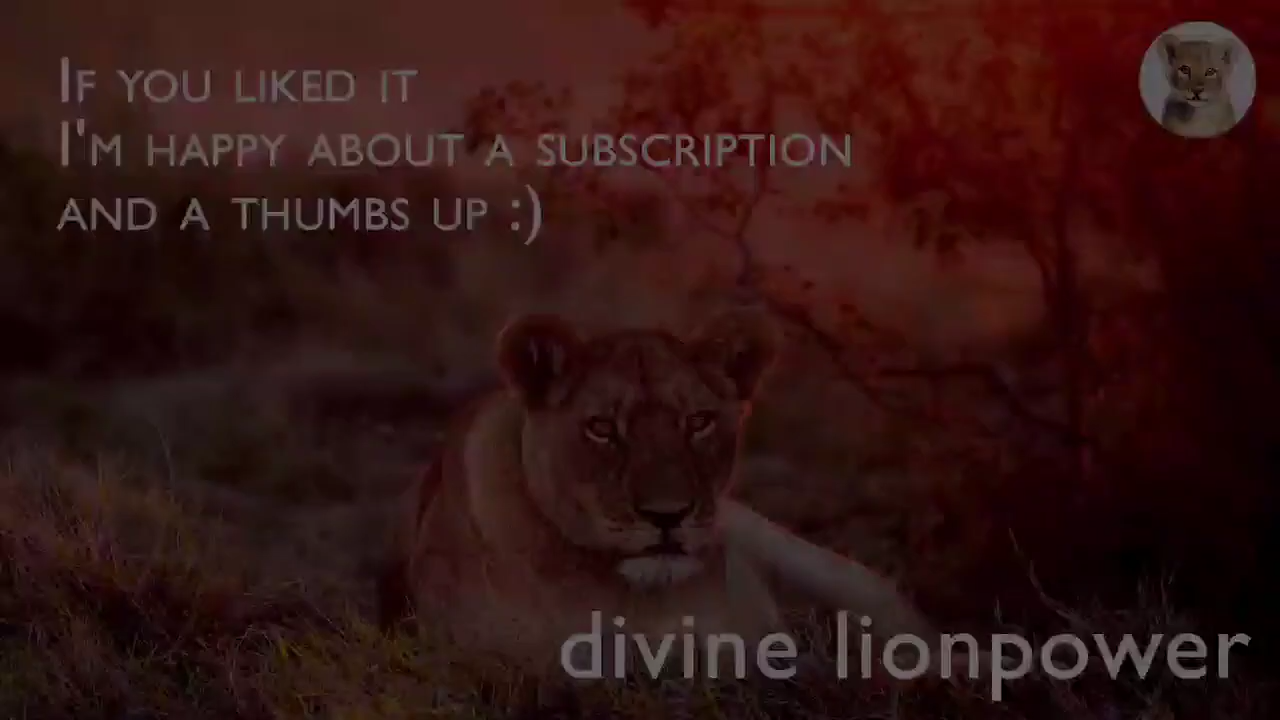 If you liked it
I'm happy about a subscription
and a thumbs up :)
divine lionpower